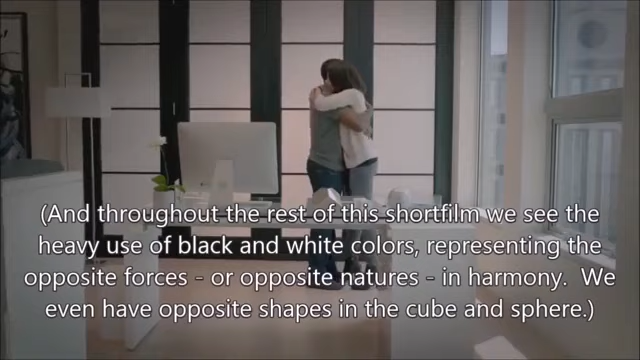 (And throughout the rest of this shortfilm we see the
heavy use of black and white colors, representing the
opposite forces - or opposite natures - in harmony.  We
even have opposite shapes in the cube and sphere.)